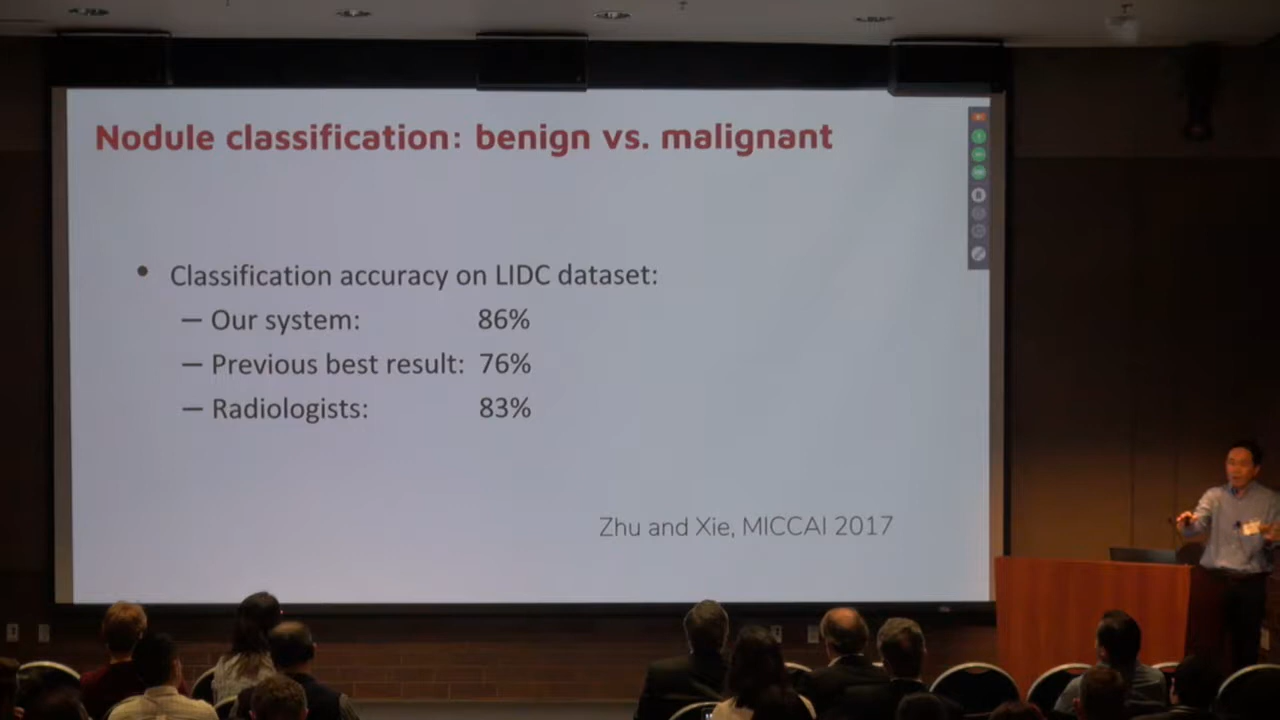 Nodule classification: benign vs. malignant
• Classification accuracy on LIDC dataset:
– Our system: 86%
– Previous best result: 76%
– Radiologists: 83%
Zhu and Xie, MICCAI 2017